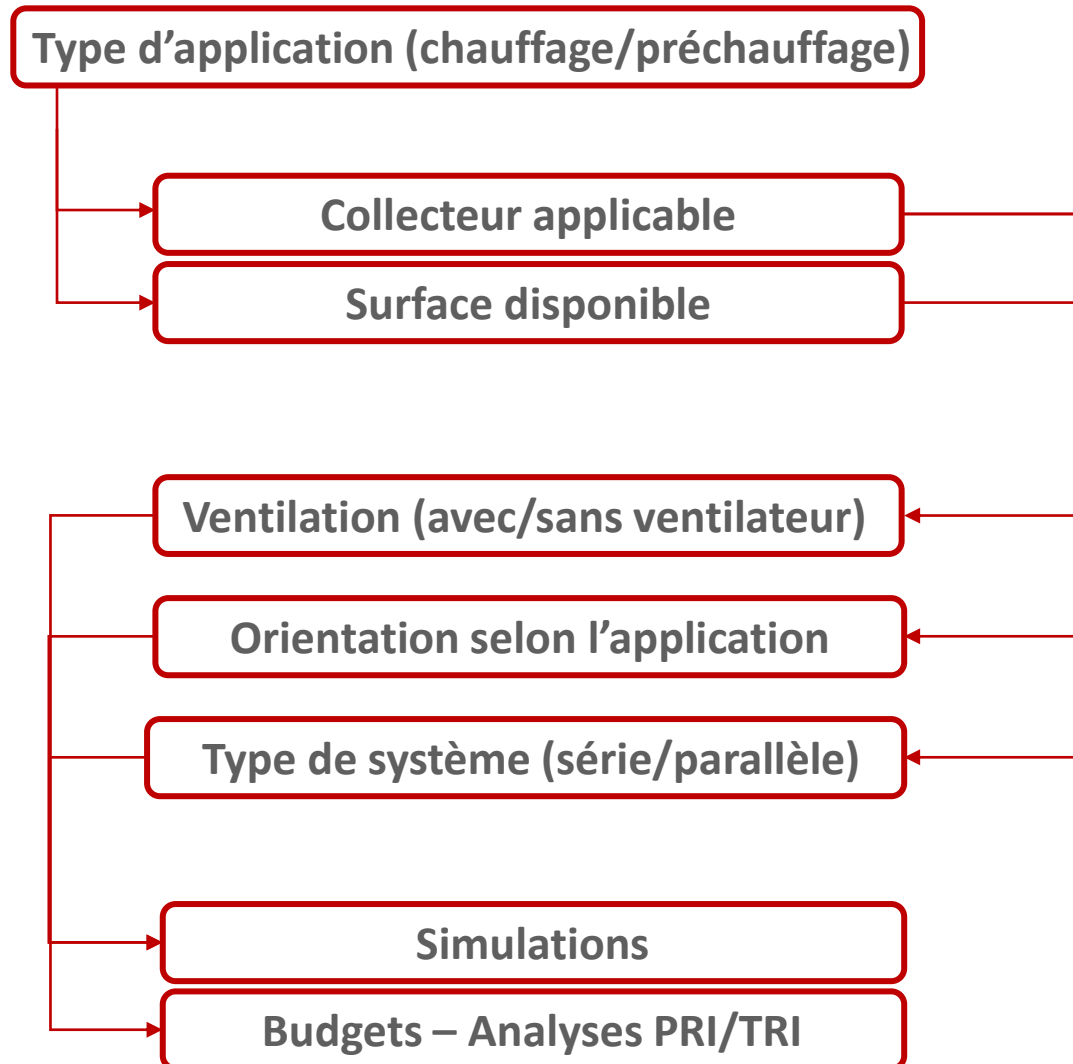 Type d’application (chauffage/préchauffage)
Collecteur applicable
Surface disponible
Ventilation (avec/sans ventilateur)
Orientation selon l’application
Type de système (série/parallèle)
Simulations
Budgets – Analyses PRI/TRI